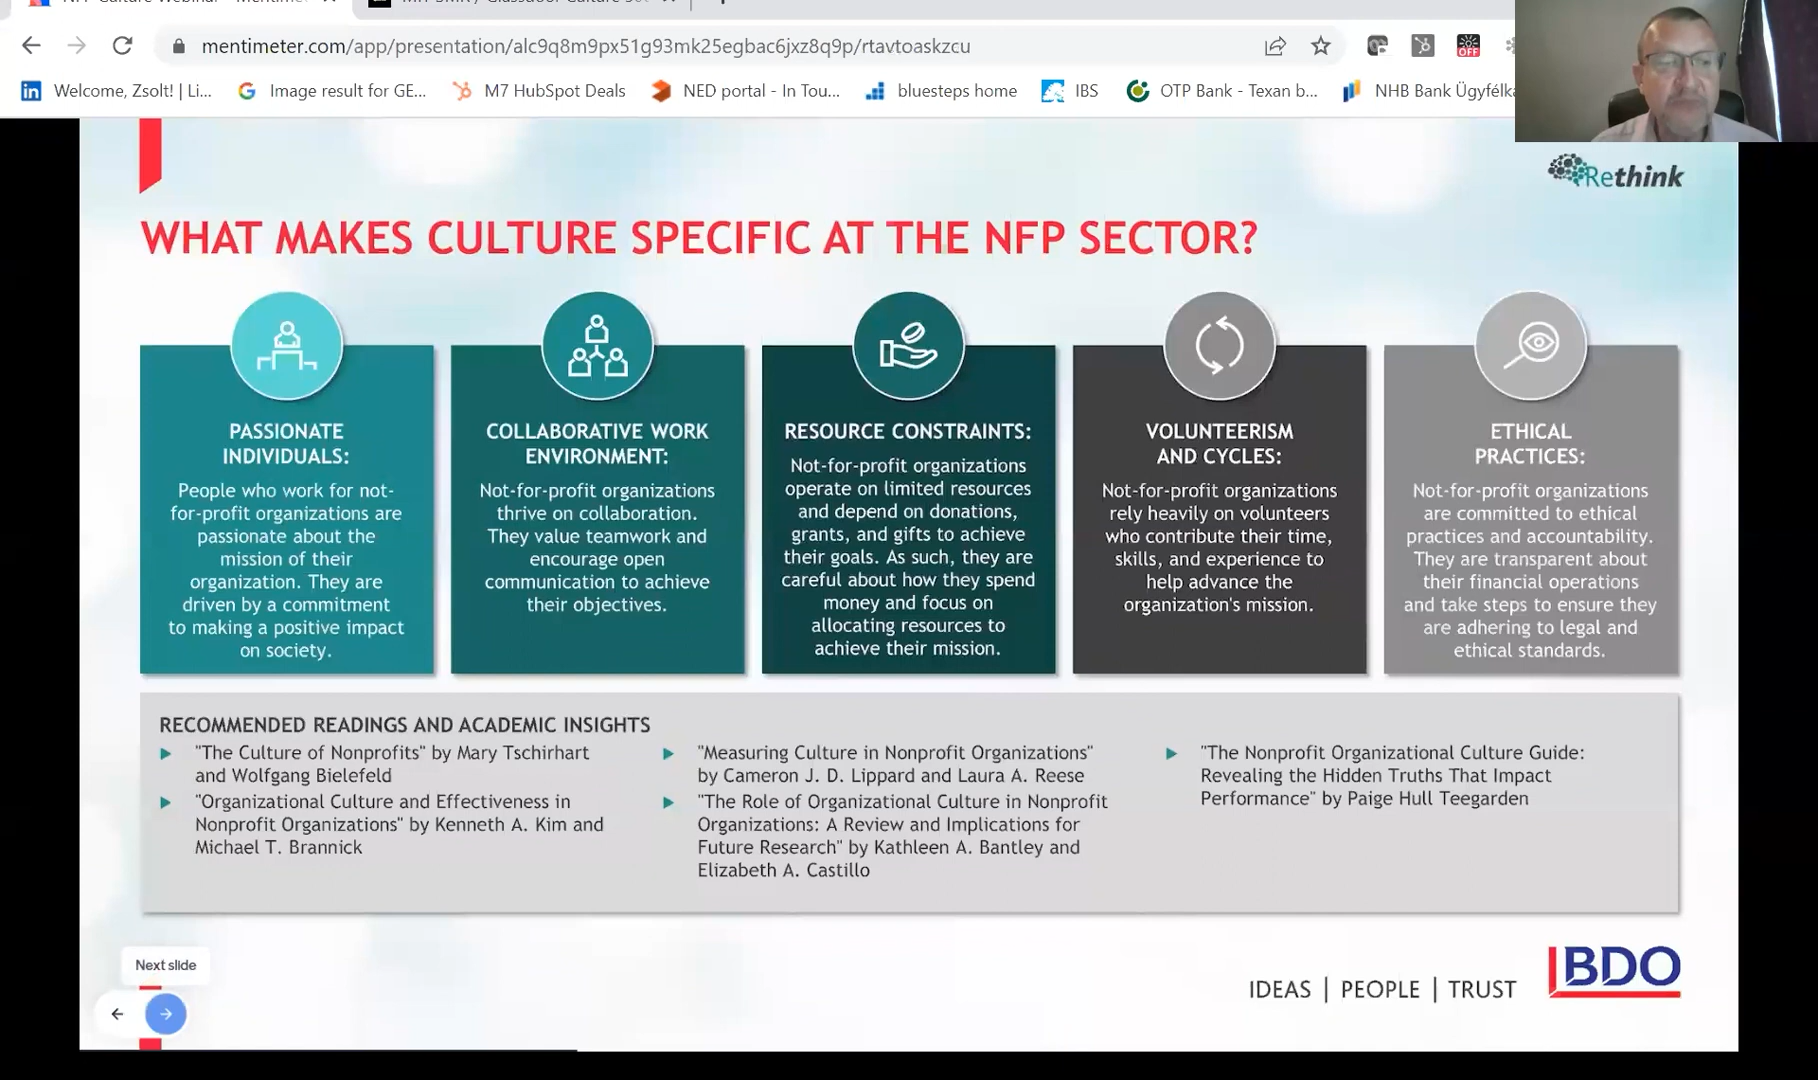 mentimeter.com/app/presentation/alc9q8m9px51g93mk25egbac6jxz8q9p/rtavtoaskzcu
OFF
Welcome, Zsolt! | Li...
Image result for GE...
M7 HubSpot Deals
NED portal - In Tou...
bluesteps home
IBS
OTP Bank - Texan b...
NHB Bank Ügyfélka
Rethink
WHAT MAKES CULTURE SPECIFIC AT THE NFP SECTOR?
PASSIONATE
INDIVIDUALS:
People who work for not-
for-profit organizations are
passionate about the
mission of their
organization. They are
driven by a commitment
to making a positive impact
on society.
COLLABORATIVE WORK
ENVIRONMENT:
Not-for-profit organizations
thrive on collaboration.
They value teamwork and
encourage open
communication to achieve
their objectives.
RESOURCE CONSTRAINTS:
Not-for-profit organizations
operate on limited resources
and depend on donations,
grants, and gifts to achieve
their goals. As such, they are
careful about how they spend
money and focus on
allocating resources to
achieve their mission.
VOLUNTEERISM
AND CYCLES:
Not-for-profit organizations
rely heavily on volunteers
who contribute their time,
skills, and experience to
help advance the
organization's mission.
ETHICAL
PRACTICES:
Not-for-profit organizations
are committed to ethical
practices and accountability.
They are transparent about
their financial operations
and take steps to ensure they
are adhering to legal and
ethical standards.
RECOMMENDED READINGS AND ACADEMIC INSIGHTS
"The Culture of Nonprofits" by Mary Tschirhart
and Wolfgang Bielefeld
"Organizational Culture and Effectiveness in
Nonprofit Organizations" by Kenneth A. Kim and
Michael T. Brannick
"Measuring Culture in Nonprofit Organizations"
by Cameron J. D. Lippard and Laura A. Reese
"The Role of Organizational Culture in Nonprofit
Organizations: A Review and Implications for
Future Research" by Kathleen A. Bantley and
Elizabeth A. Castillo
"The Nonprofit Organizational Culture Guide:
Revealing the Hidden Truths That Impact
Performance" by Paige Hull Teegarden
Next slide
IDEAS | PEOPLE | TRUST
BDO